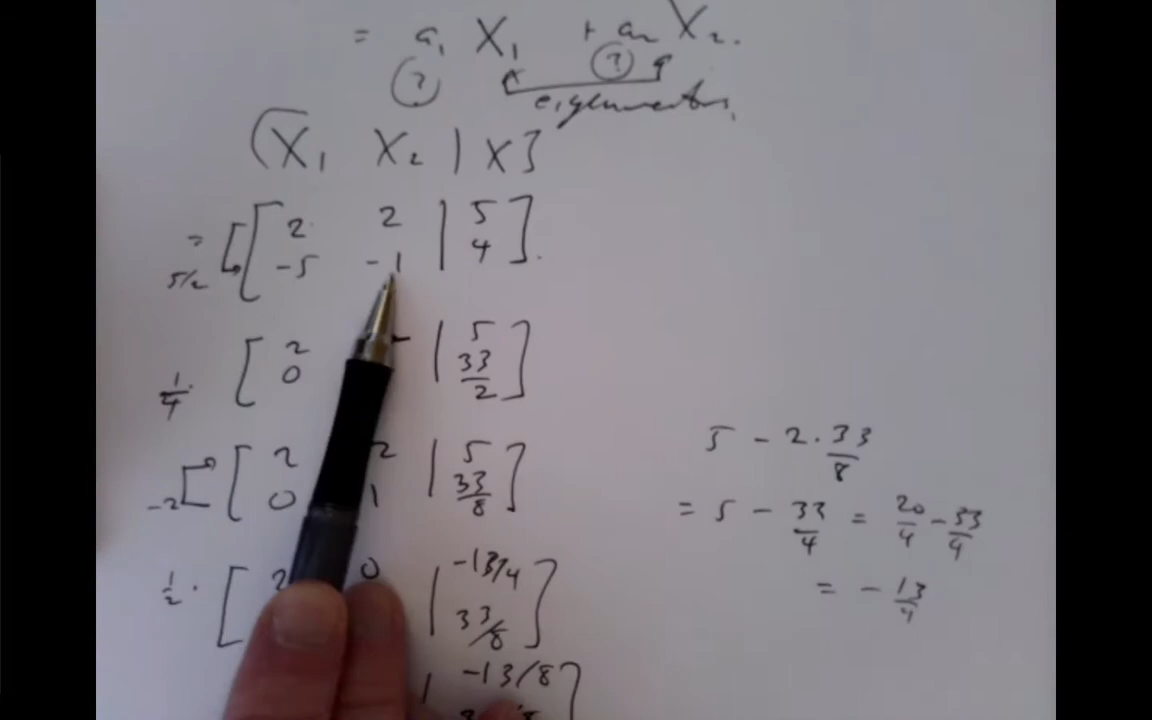 = a₁ X₁ + a₂ X₂.
? ?
eigenvectors,
[X₁ X₂ | X]
= [ 2 2 | 5 ]
5/2 [ -5 -1 | 4 ].
[ 2 | 5 ]
1/4 · [ 0 | 33/2 ]
[ 2 2 | 5 ]
-2 [ 0 1 | 33/8 ]
1/2 · [ 2 0 | -13/4 ]
| 33/8 ]
| -13/8 ]
5 - 2 · 33/8
= 5 - 33/4 = 20/4 - 33/4
= - 13/4